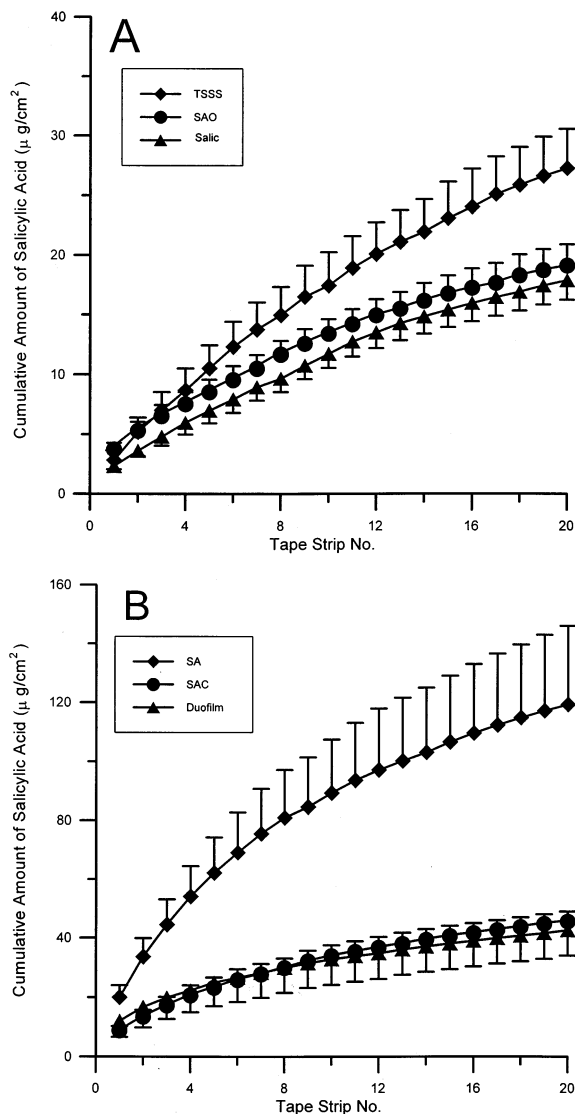 A
TSSS
SAO
Salic
Cumulative Amount of Salicylic Acid (μ g/cm²)
40
30
20
10
0
0 4 8 12 16 20
Tape Strip No.
B
SA
SAC
Duofilm
Cumulative Amount of Salicylic Acid (μ g/cm²)
160
120
80
40
0
0 4 8 12 16 20
Tape Strip No.